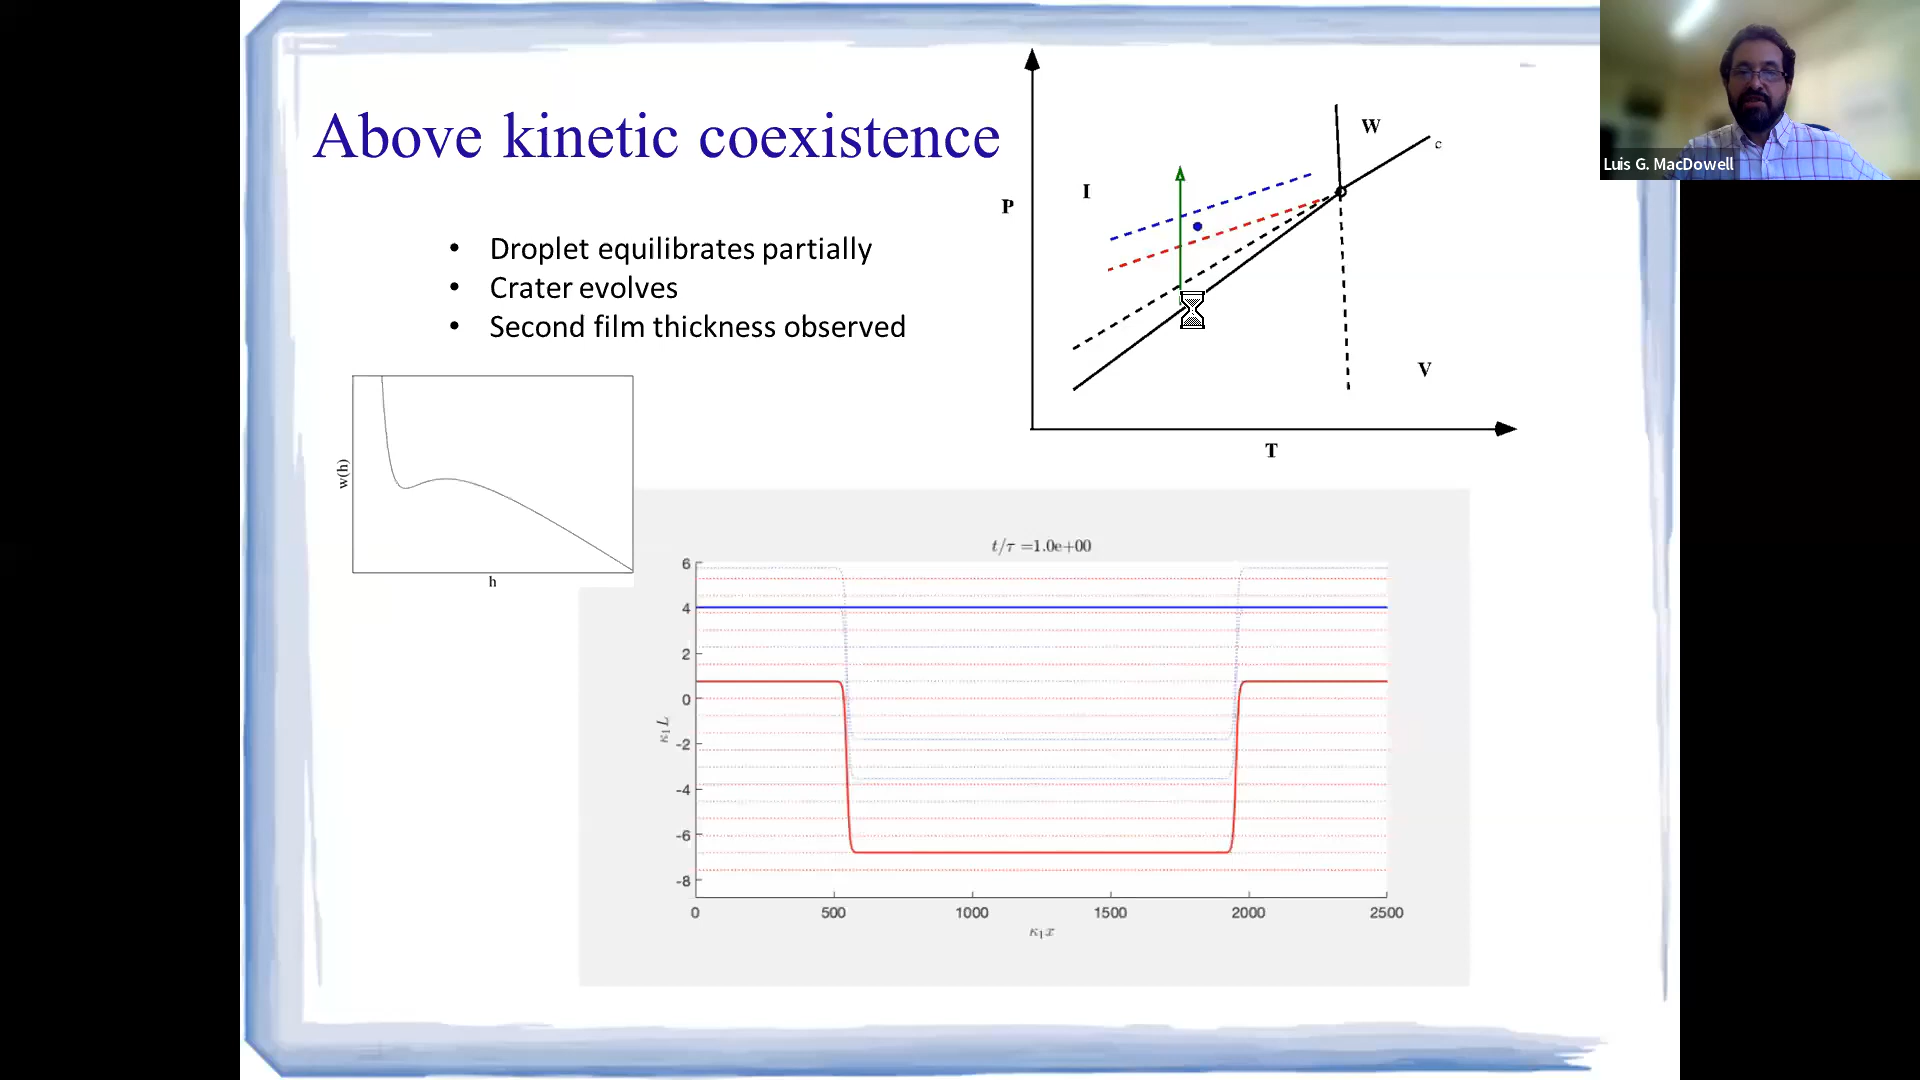 Above kinetic coexistence
• Droplet equilibrates partially
• Crater evolves
• Second film thickness observed
P
I
W
c
V
T
w(h)
h
t/τ =1.0e+00
6
4
2
0
-2
-4
-6
-8
κ₁L
0 500 1000 1500 2000 2500
κ₁x
Luis G. MacDowell